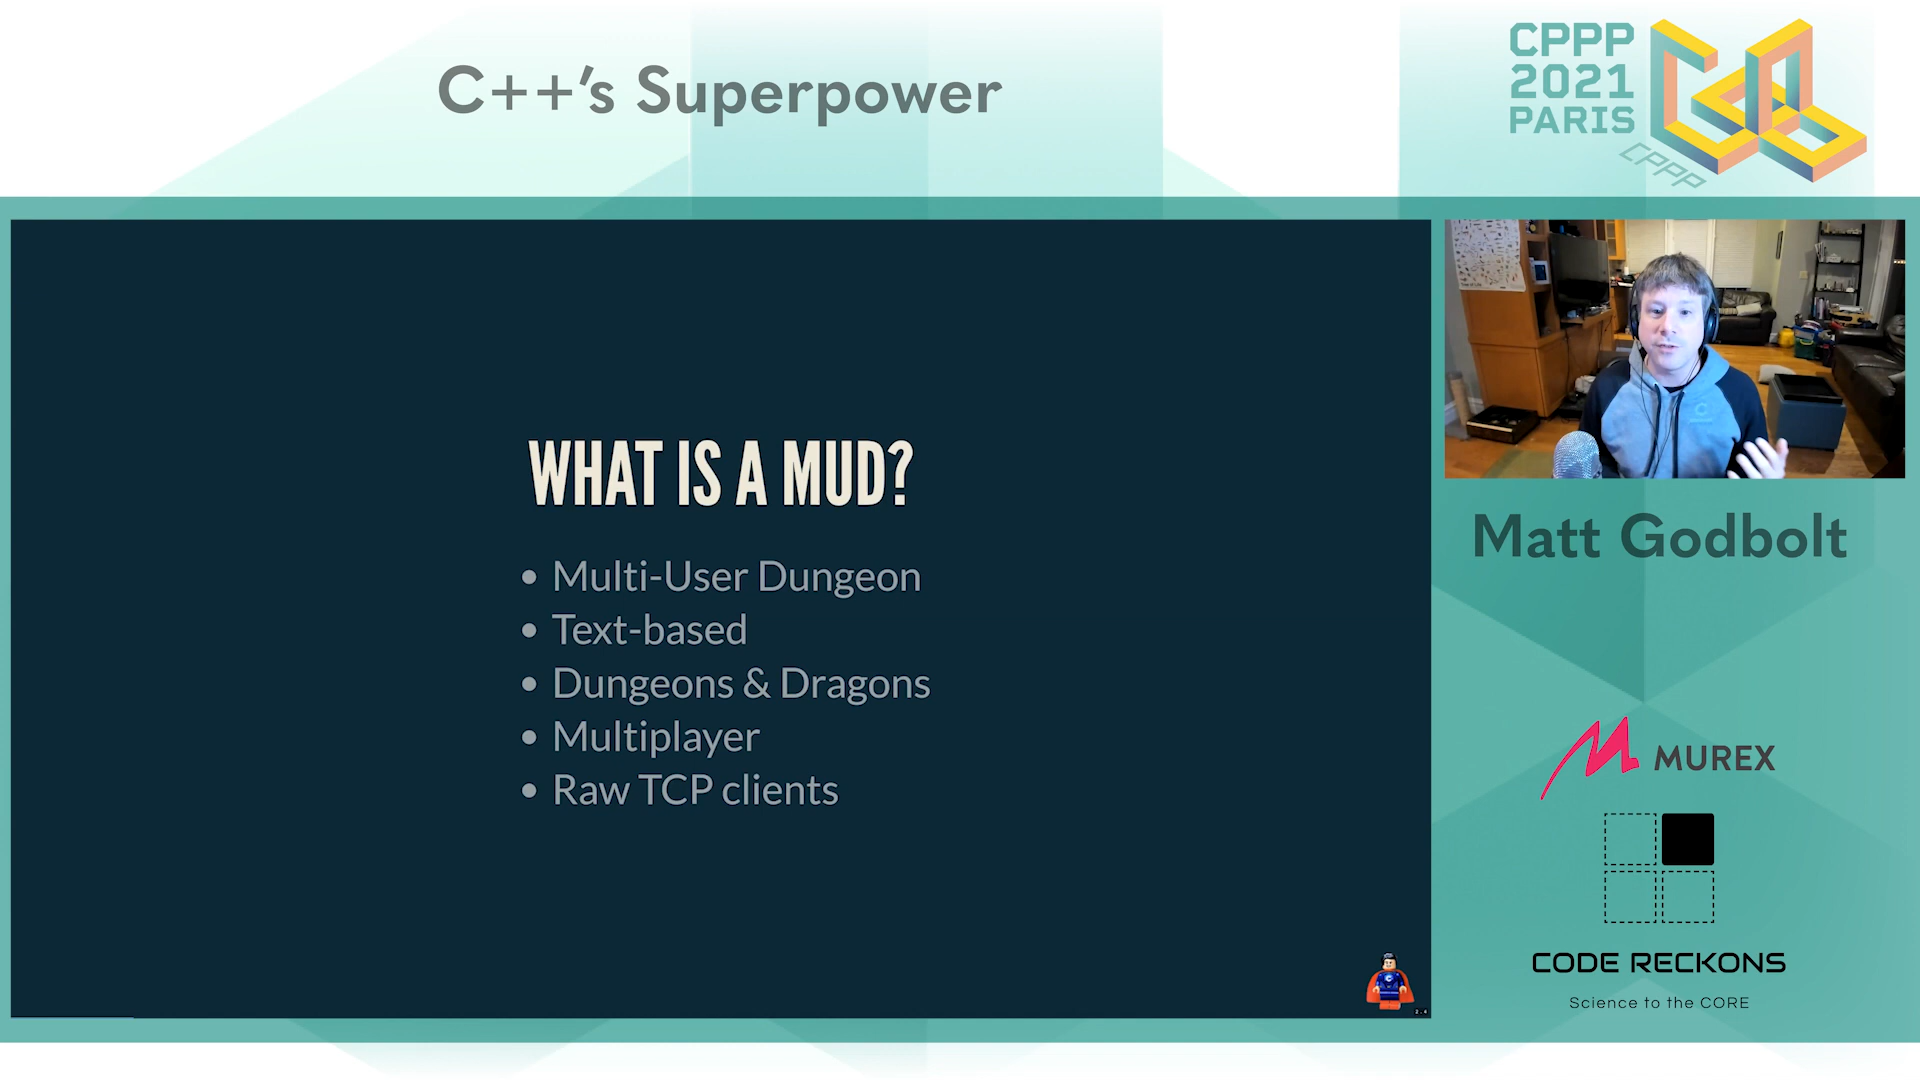 C++’s Superpower
CPPP
2021
PARIS
CPPP
WHAT IS A MUD?
• Multi-User Dungeon
• Text-based
• Dungeons & Dragons
• Multiplayer
• Raw TCP clients
Matt Godbolt
MUREX
CODE RECKONS
Science to the CORE